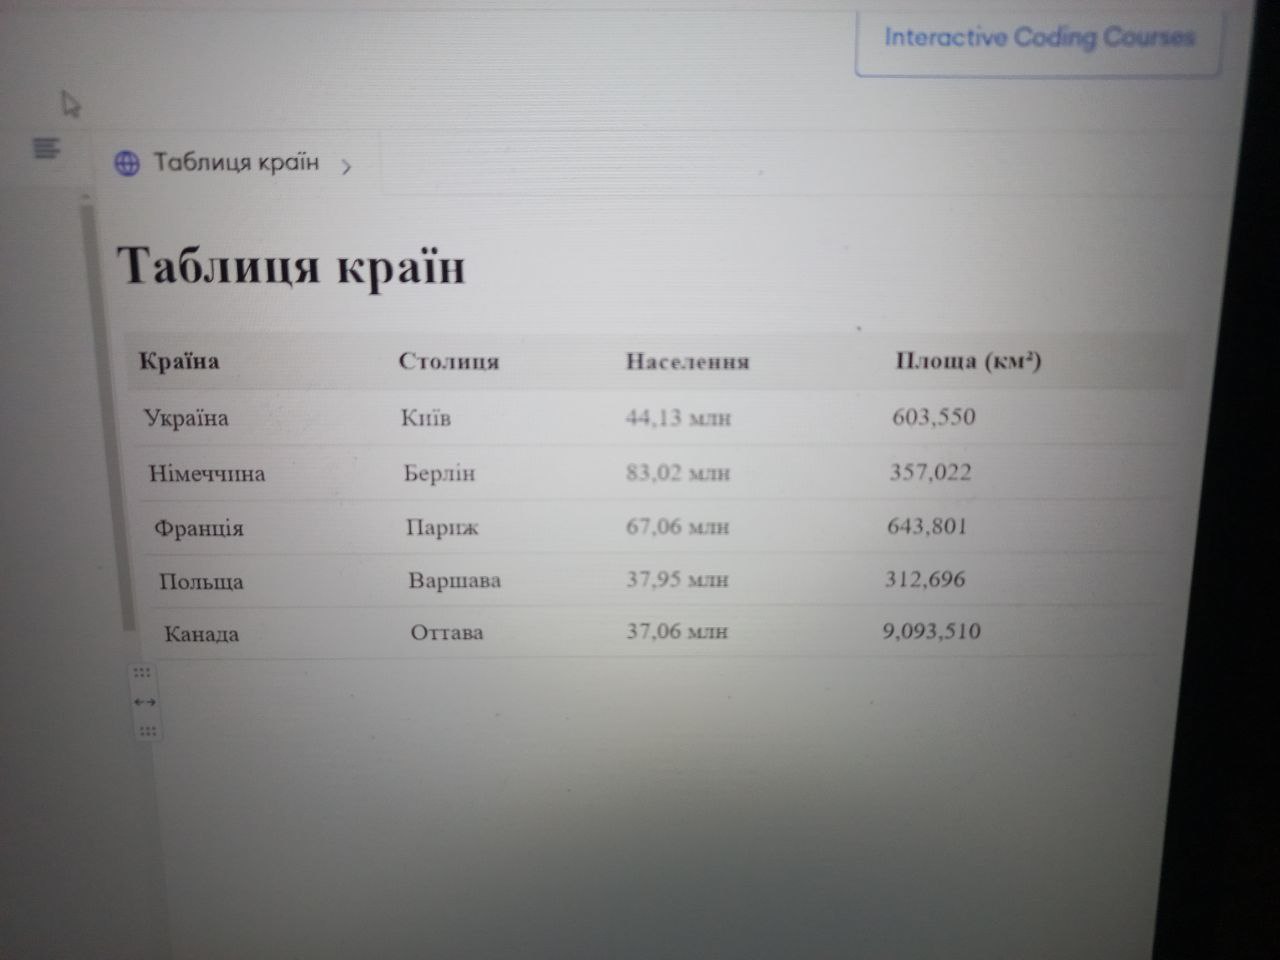 Interactive Coding Courses
Таблиця країн
Таблиця країн
Країна Столиця Населення Площа (км²)
Україна Київ 44,13 млн 603,550
Німеччина Берлін 83,02 млн 357,022
Франція Париж 67,06 млн 643,801
Польща Варшава 37,95 млн 312,696
Канада Оттава 37,06 млн 9,093,510